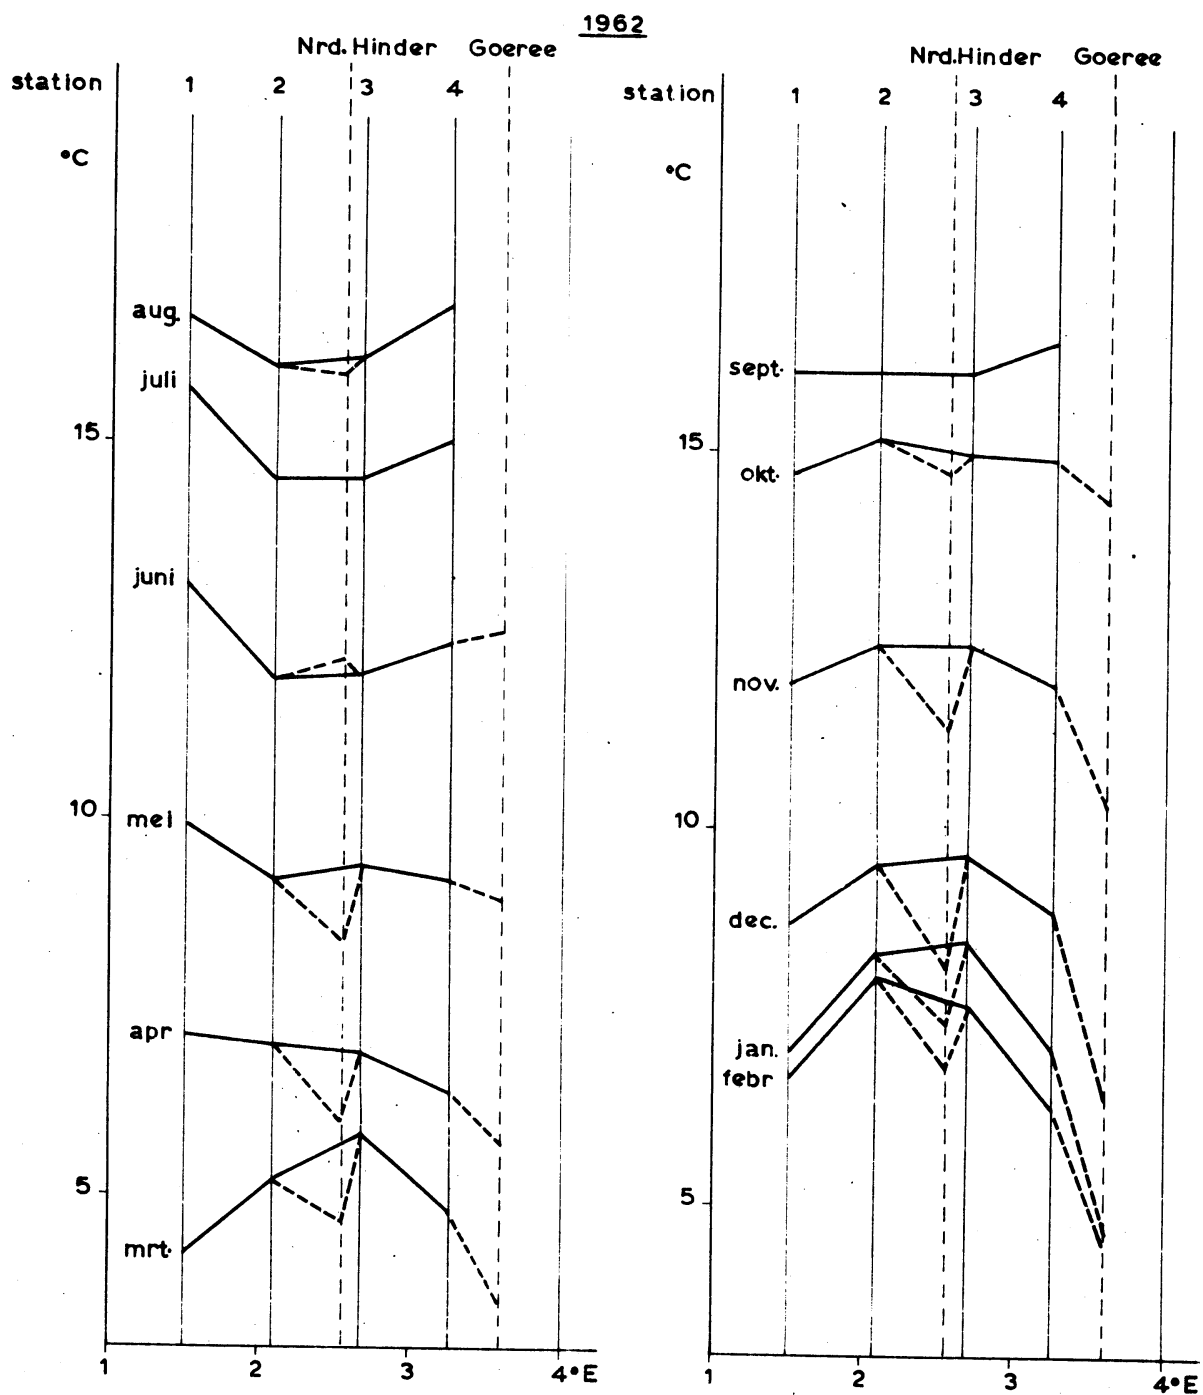 1962
Nrd. Hinder Goeree
station 1 2 3 4
°C
aug.
juli
15
juni
10
mei
apr
5
mrt.
1 2 3 4°E
Nrd.Hinder Goeree
station 1 2 3 4
°C
sept.
15
okt.
nov.
10
dec.
jan.
febr
5
1 2 3 4°E